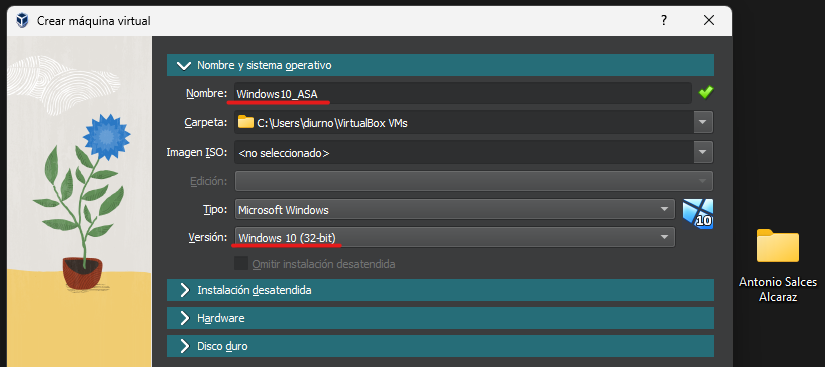 Crear máquina virtual
Nombre y sistema operativo
Nombre: Windows10_ASA
Carpeta: C:\Users\diurno\VirtualBox VMs
Imagen ISO: <no seleccionado>
Edición:
Tipo: Microsoft Windows
10
Versión: Windows 10 (32-bit)
Omitir instalación desatendida
Instalación desatendida
Hardware
Disco duro
Antonio Salces
Alcaraz